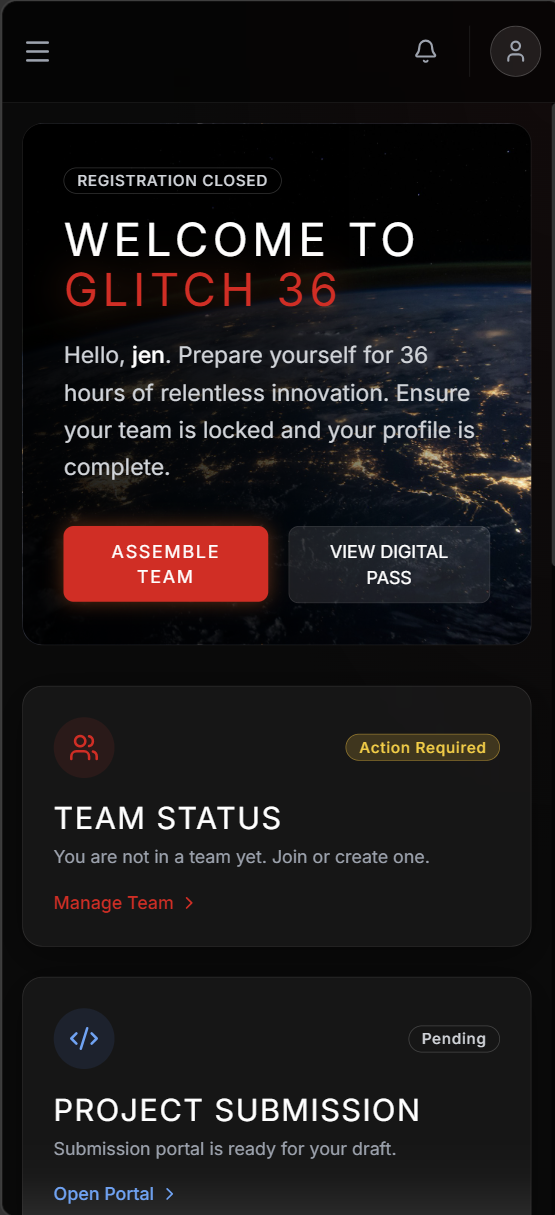 REGISTRATION CLOSED
WELCOME TO
GLITCH 36
Hello, jen. Prepare yourself for 36
hours of relentless innovation. Ensure
your team is locked and your profile is
complete.
ASSEMBLE
TEAM
VIEW DIGITAL
PASS
Action Required
TEAM STATUS
You are not in a team yet. Join or create one.
Manage Team
Pending
PROJECT SUBMISSION
Submission portal is ready for your draft.
Open Portal